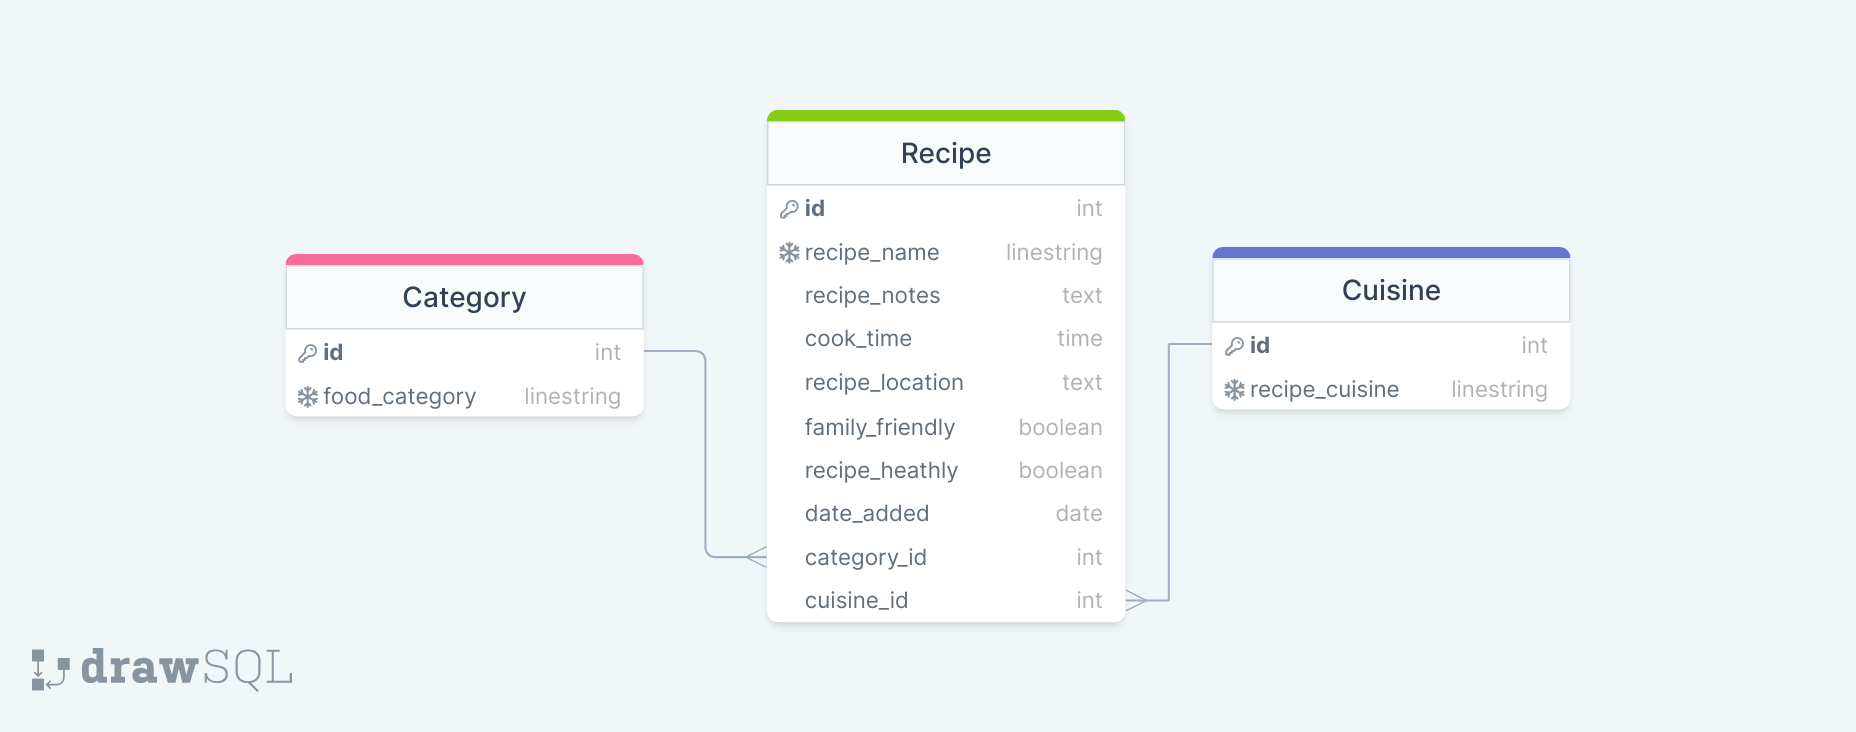 Category
id int
food_category linestring
Recipe
id int
recipe_name linestring
recipe_notes text
cook_time time
recipe_location text
family_friendly boolean
recipe_heathly boolean
date_added date
category_id int
cuisine_id int
Cuisine
id int
recipe_cuisine linestring
drawSQL